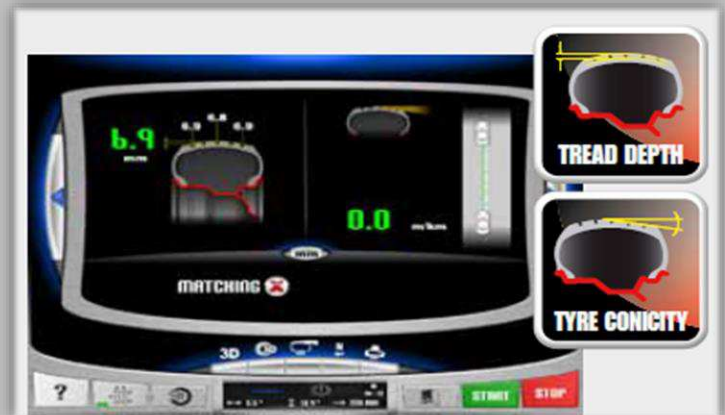 6.9
mm
6.9 6.8 6.9
0.0
m/km
mm
MATCHING
3D
?
START
STOP
TREAD DEPTH
TYRE CONICITY